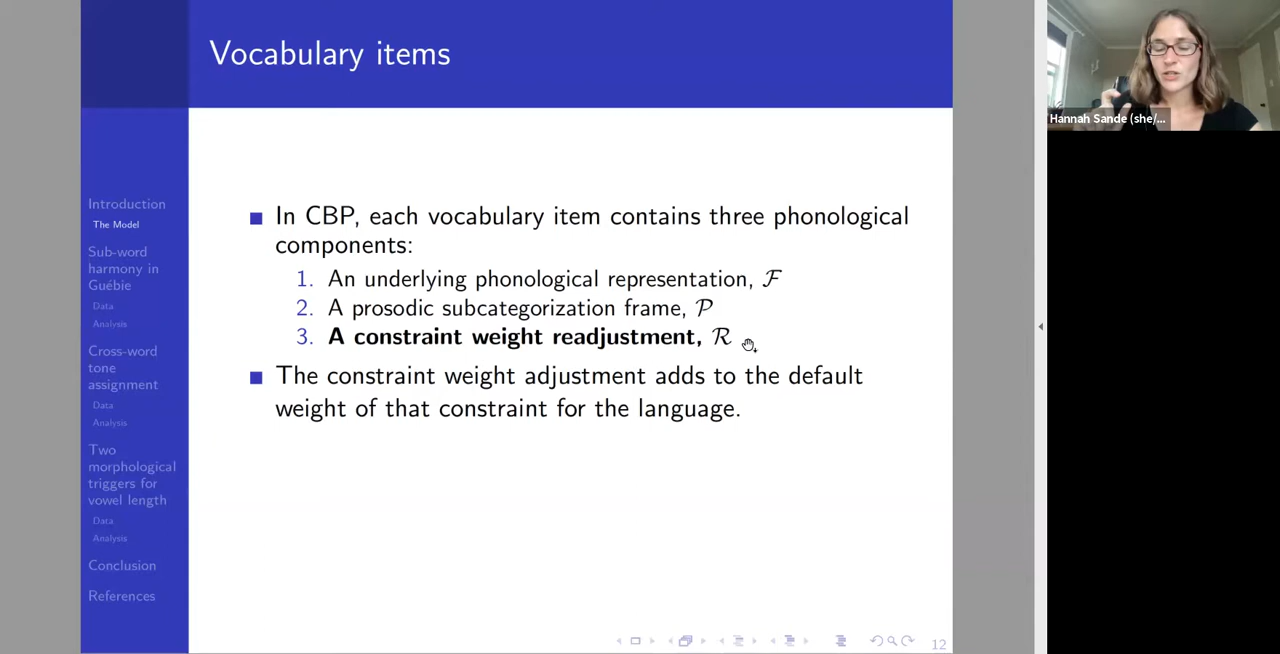 Vocabulary items
Introduction
The Model
Sub-word
harmony in
Guébie
Data
Analysis
Cross-word
tone
assignment
Data
Analysis
Two
morphological
triggers for
vowel length
Data
Analysis
Conclusion
References
In CBP, each vocabulary item contains three phonological
components:
1. An underlying phonological representation, ℱ
2. A prosodic subcategorization frame, 𝒫
3. A constraint weight readjustment, ℛ
The constraint weight adjustment adds to the default
weight of that constraint for the language.
12
Hannah Sande (she/...